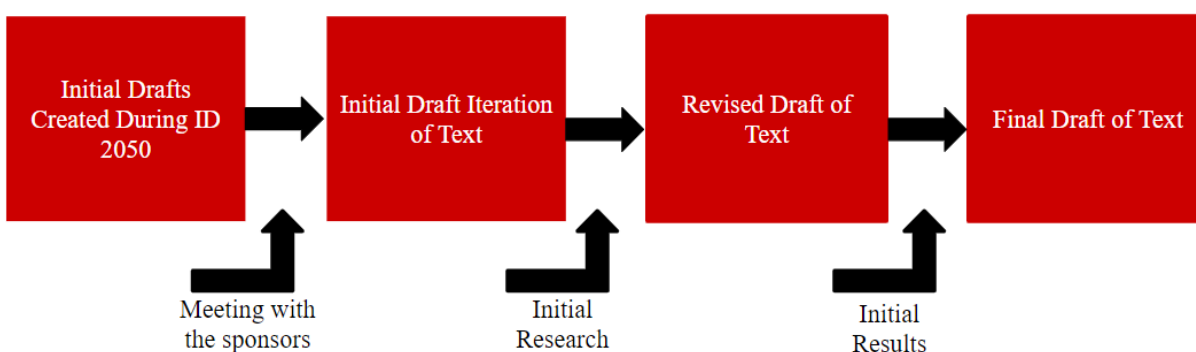 Initial Drafts
Created During ID
2050
Initial Draft Iteration
of Text
Revised Draft of
Text
Final Draft of Text
Meeting with
the sponsors
Initial
Research
Initial
Results